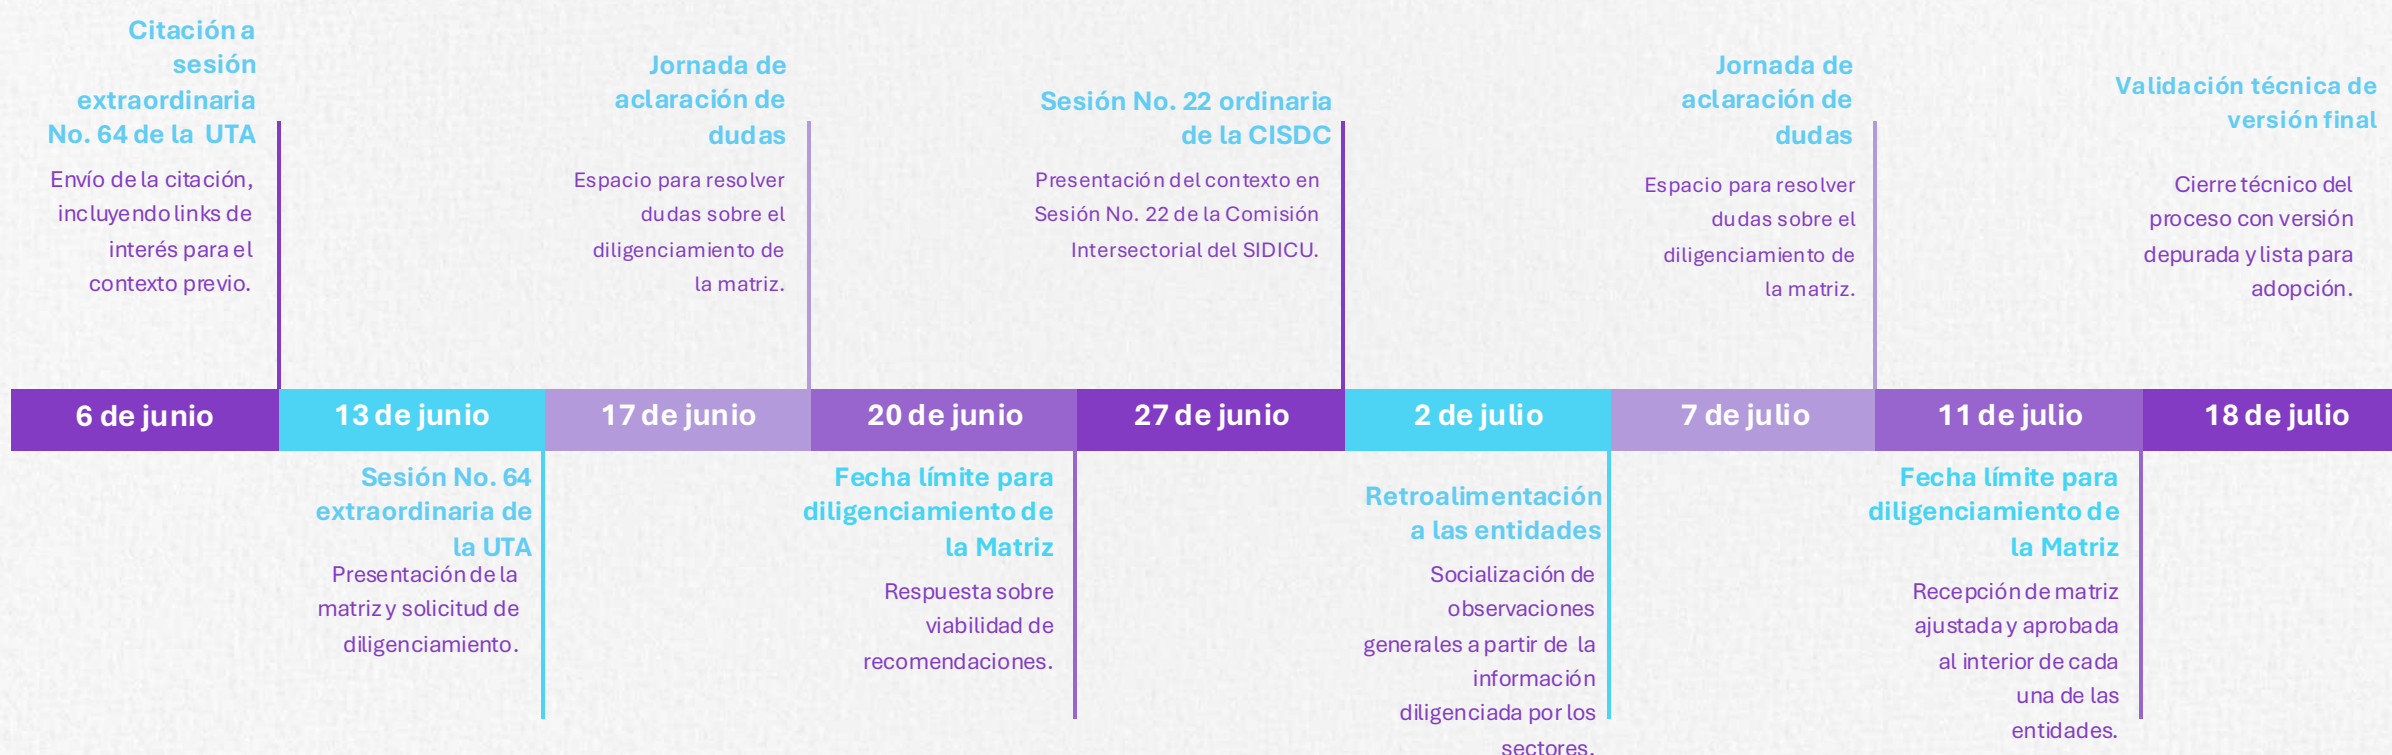 Citación a
sesión
extraordinaria
No. 64 de la UTA
Envío de la citación,
incluyendo links de
interés para el
contexto previo.
6 de junio
13 de junio
Sesión No. 64
extraordinaria de
la UTA
Presentación de la
matriz y solicitud de
diligenciamiento.
Jornada de
aclaración de
dudas
Espacio para resolver
dudas sobre el
diligenciamiento de
la matriz.
17 de junio
20 de junio
Fecha límite para
diligenciamiento de
la Matriz
Respuesta sobre
viabilidad de
recomendaciones.
Sesión No. 22 ordinaria
de la CISDC
Presentación del contexto en
Sesión No. 22 de la Comisión
Intersectorial del SIDICU.
27 de junio
2 de julio
Retroalimentación
a las entidades
Socialización de
observaciones
generales a partir de la
información
diligenciada por los
sectores.
Jornada de
aclaración de
dudas
Espacio para resolver
dudas sobre el
diligenciamiento de
la matriz.
7 de julio
11 de julio
Fecha límite para
diligenciamiento de
la Matriz
Recepción de matriz
ajustada y aprobada
al interior de cada
una de las
entidades.
Validación técnica de
versión final
Cierre técnico del
proceso con versión
depurada y lista para
adopción.
18 de julio